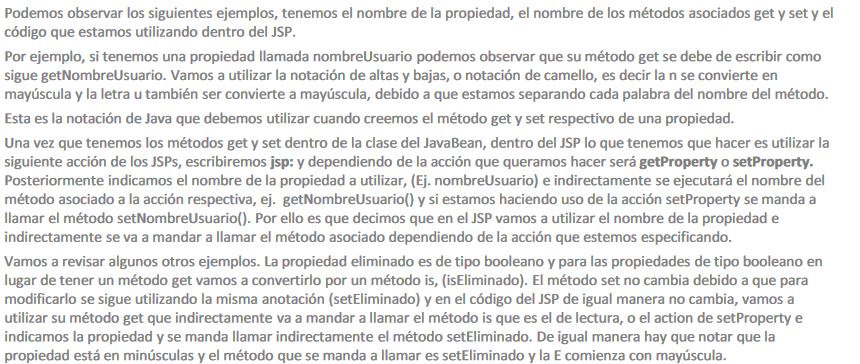 Podemos observar los siguientes ejemplos, tenemos el nombre de la propiedad, el nombre de los métodos asociados get y set y el
código que estamos utilizando dentro del JSP.
Por ejemplo, si tenemos una propiedad llamada nombreUsuario podemos observar que su método get se debe de escribir como
sigue getNombreUsuario. Vamos a utilizar la notación de altas y bajas, o notación de camello, es decir la n se convierte en
mayúscula y la letra u también ser convierte a mayúscula, debido a que estamos separando cada palabra del nombre del método.
Esta es la notación de Java que debemos utilizar cuando creemos el método get y set respectivo de una propiedad.
Una vez que tenemos los métodos get y set dentro de la clase del JavaBean, dentro del JSP lo que tenemos que hacer es utilizar la
siguiente acción de los JSPs, escribiremos jsp: y dependiendo de la acción que queramos hacer será getProperty o setProperty.
Posteriormente indicamos el nombre de la propiedad a utilizar, (Ej. nombreUsuario) e indirectamente se ejecutará el nombre del
método asociado a la acción respectiva, ej.  getNombreUsuario() y si estamos haciendo uso de la acción setProperty se manda a
llamar el método setNombreUsuario(). Por ello es que decimos que en el JSP vamos a utilizar el nombre de la propiedad e
indirectamente se va a mandar a llamar el método asociado dependiendo de la acción que estemos especificando.
Vamos a revisar algunos otros ejemplos. La propiedad eliminado es de tipo booleano y para las propiedades de tipo booleano en
lugar de tener un método get vamos a convertirlo por un método is, (isEliminado). El método set no cambia debido a que para
modificarlo se sigue utilizando la misma anotación (setEliminado) y en el código del JSP de igual manera no cambia, vamos a
utilizar su método get que indirectamente va a mandar a llamar el método is que es el de lectura, o el action de setProperty e
indicamos la propiedad y se manda llamar indirectamente el método setEliminado. De igual manera hay que notar que la
propiedad está en minúsculas y el método que se manda a llamar es setEliminado y la E comienza con mayúscula.